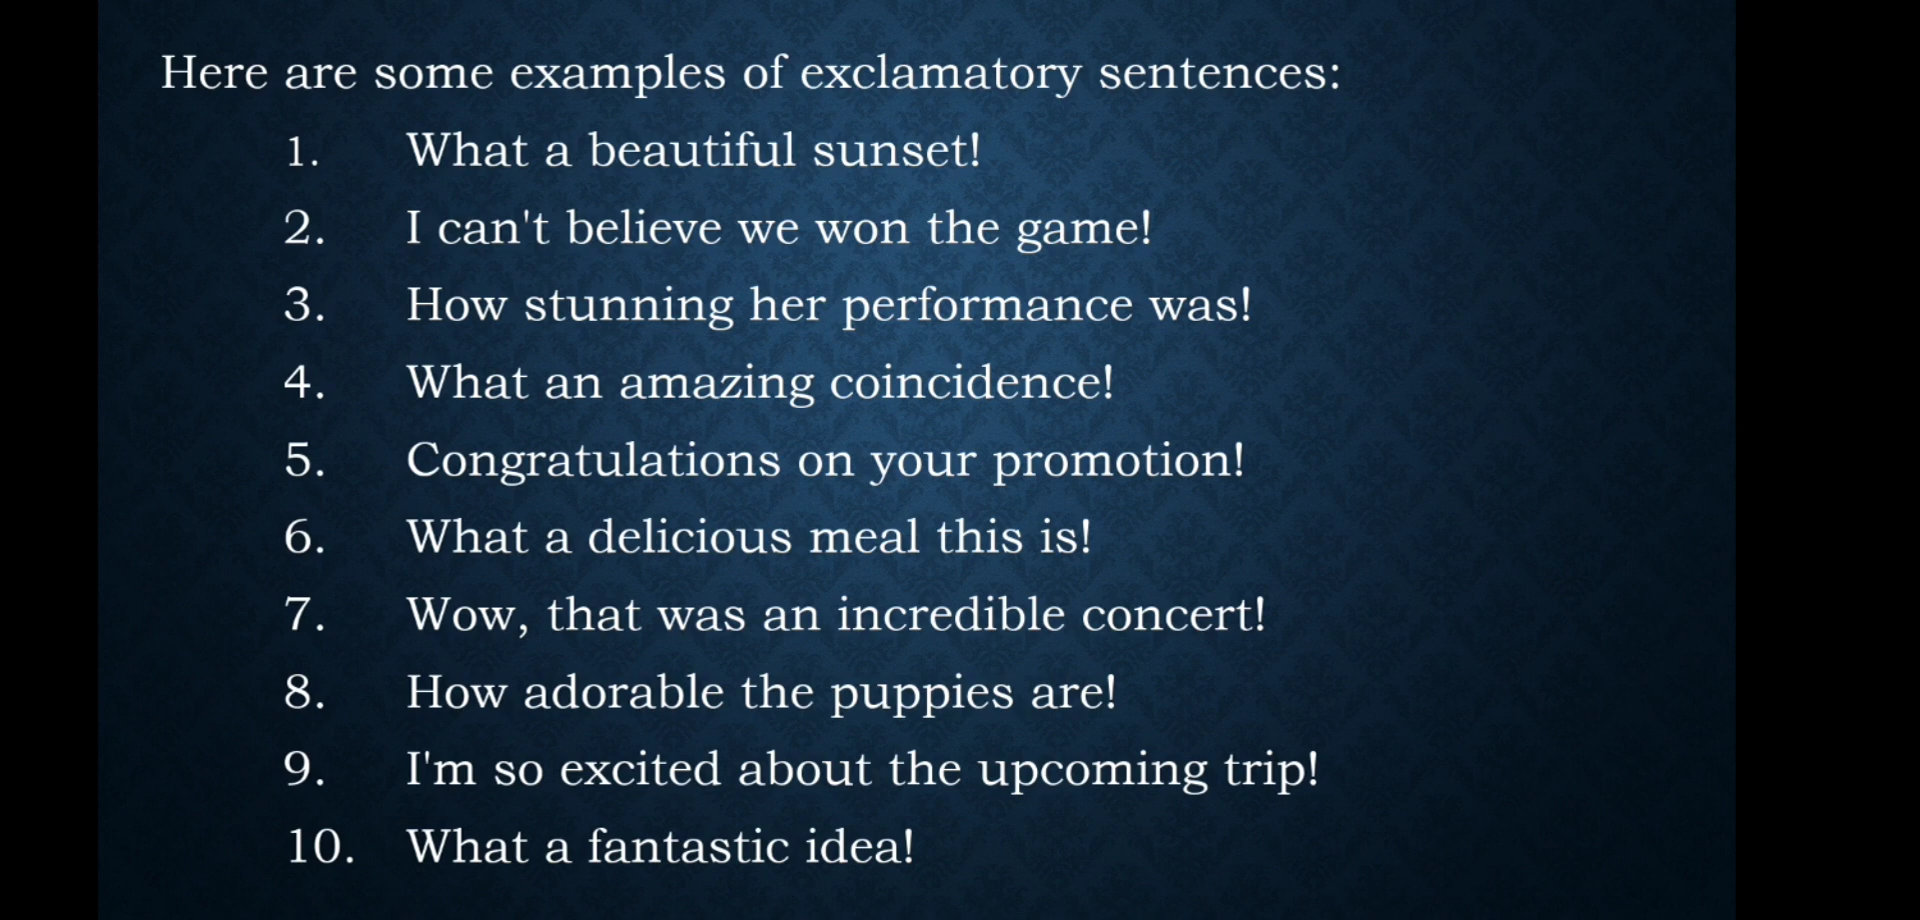 Here are some examples of exclamatory sentences:
1. What a beautiful sunset!
2. I can't believe we won the game!
3. How stunning her performance was!
4. What an amazing coincidence!
5. Congratulations on your promotion!
6. What a delicious meal this is!
7. Wow, that was an incredible concert!
8. How adorable the puppies are!
9. I'm so excited about the upcoming trip!
10. What a fantastic idea!